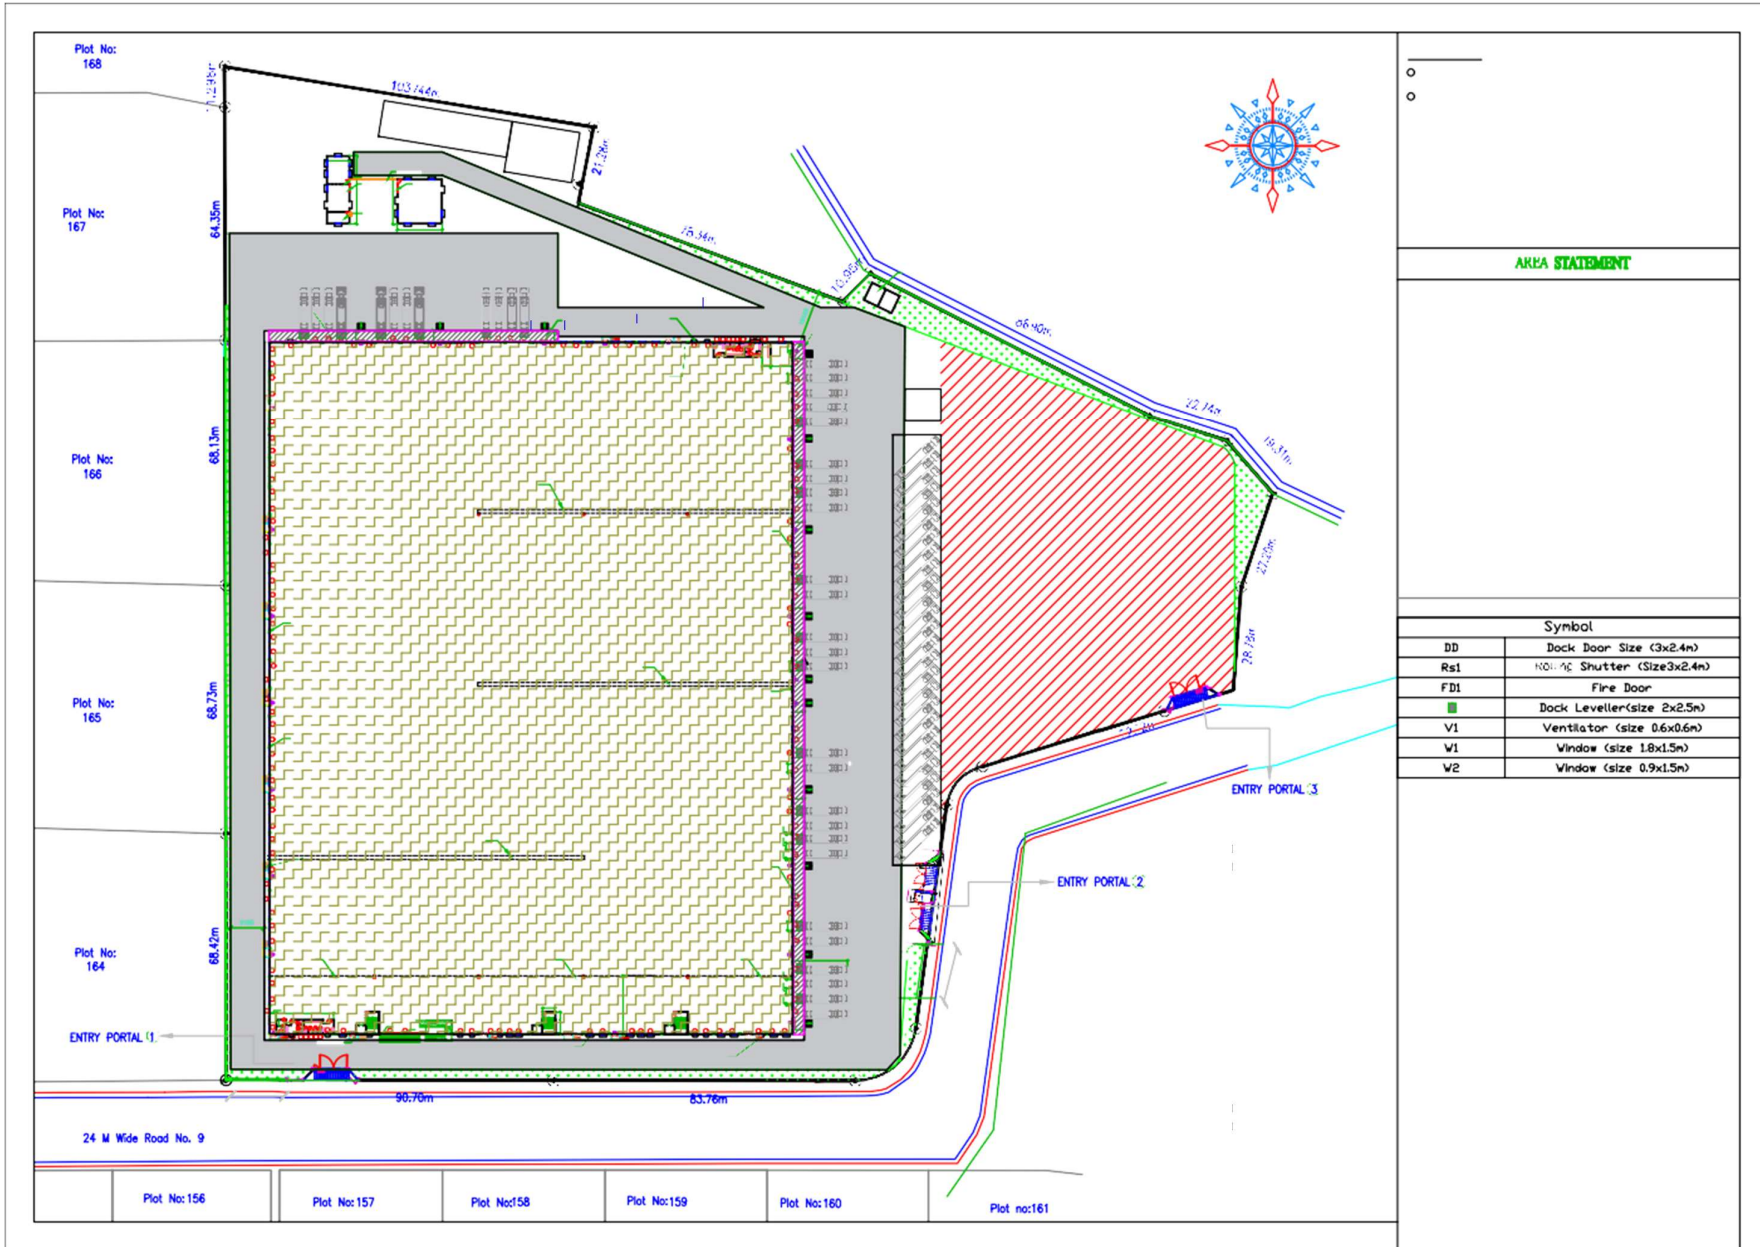 Plot No:
168
103.44m
21.28m
Plot No:
167
64.35m
78.34m
10.96m
66.40m
AREA STATEMENT
Plot No:
166
68.13m
22.14m
19.31m
27.20m
28.78m
Symbol
DD Dock Door Size (3x2.4m)
Rs1 Shutter (Size3x2.4m)
FD1 Fire Door
Dock Leveller(size 2x2.5m)
V1 Ventilator (size 0.6x0.6m)
W1 Window (size 1.8x1.5m)
W2 Window (size 0.9x1.5m)
Plot No:
165
68.73m
ENTRY PORTAL 3
ENTRY PORTAL 2
Plot No:
164
68.42m
ENTRY PORTAL 1
90.70m
83.76m
24 M Wide Road No. 9
Plot No:156
Plot No:157
Plot No:158
Plot No:159
Plot No:160
Plot no:161